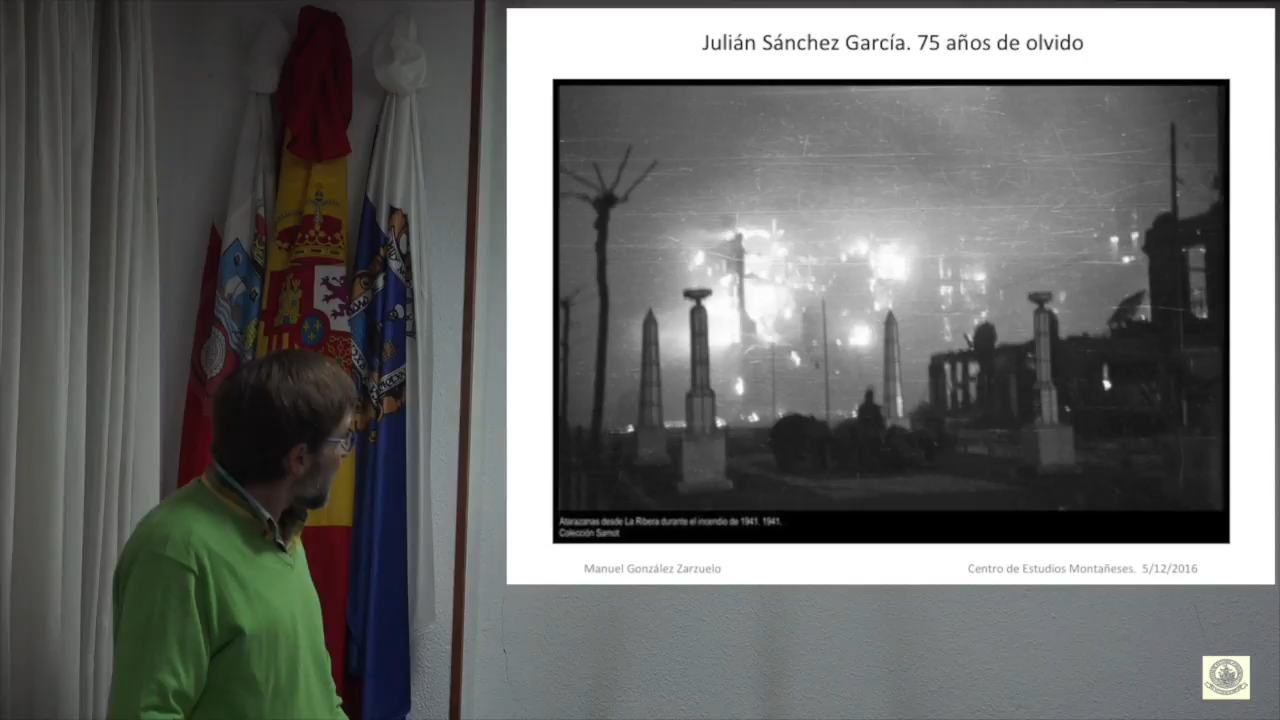 Julián Sánchez García. 75 años de olvido
Atarazanas desde La Ribera durante el incendio de 1941. 1941.
Colección Samot
Manuel González Zarzuelo
Centro de Estudios Montañeses. 5/12/2016